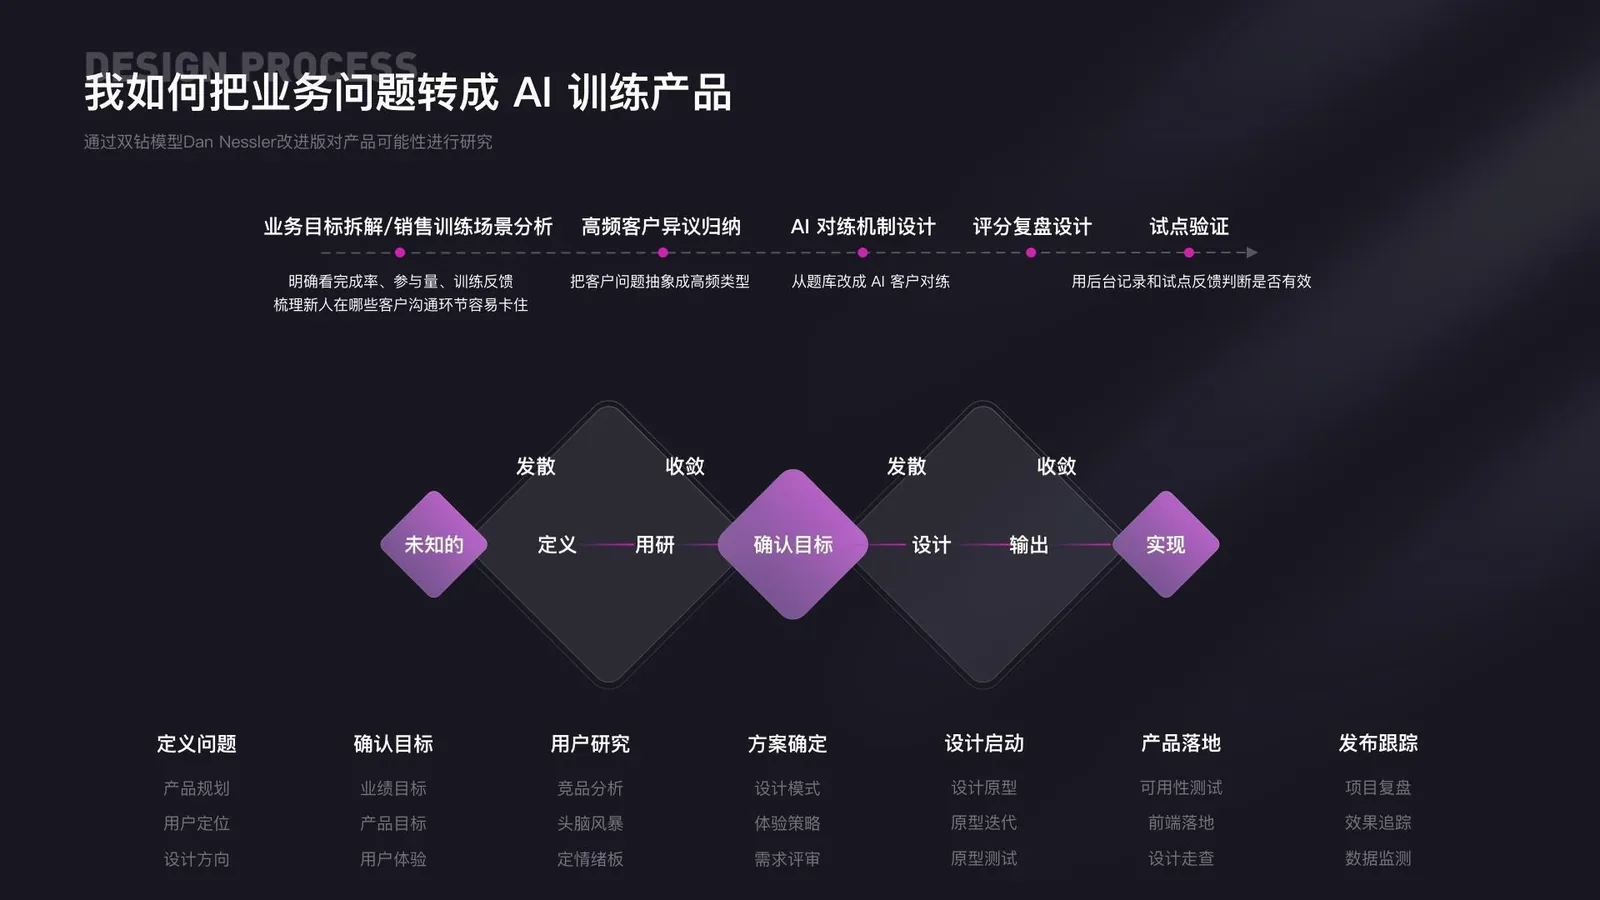 DESIGN PROCESS
我如何把业务问题转成 AI 训练产品
通过双钻模型Dan Nessler改进版对产品可能性进行研究
业务目标拆解/销售训练场景分析
高频客户异议归纳
AI 对练机制设计
评分复盘设计
试点验证
明确看完成率、参与量、训练反馈
梳理新人在哪些客户沟通环节容易卡住
把客户问题抽象成高频类型
从题库改成 AI 客户对练
用后台记录和试点反馈判断是否有效
发散
收敛
发散
收敛
未知的
定义
用研
确认目标
设计
输出
实现
定义问题
确认目标
用户研究
方案确定
设计启动
产品落地
发布跟踪
产品规划
业绩目标
竞品分析
设计模式
设计原型
可用性测试
项目复盘
用户定位
产品目标
头脑风暴
体验策略
原型迭代
前端落地
效果追踪
设计方向
用户体验
定情绪板
需求评审
原型测试
设计走查
数据监测